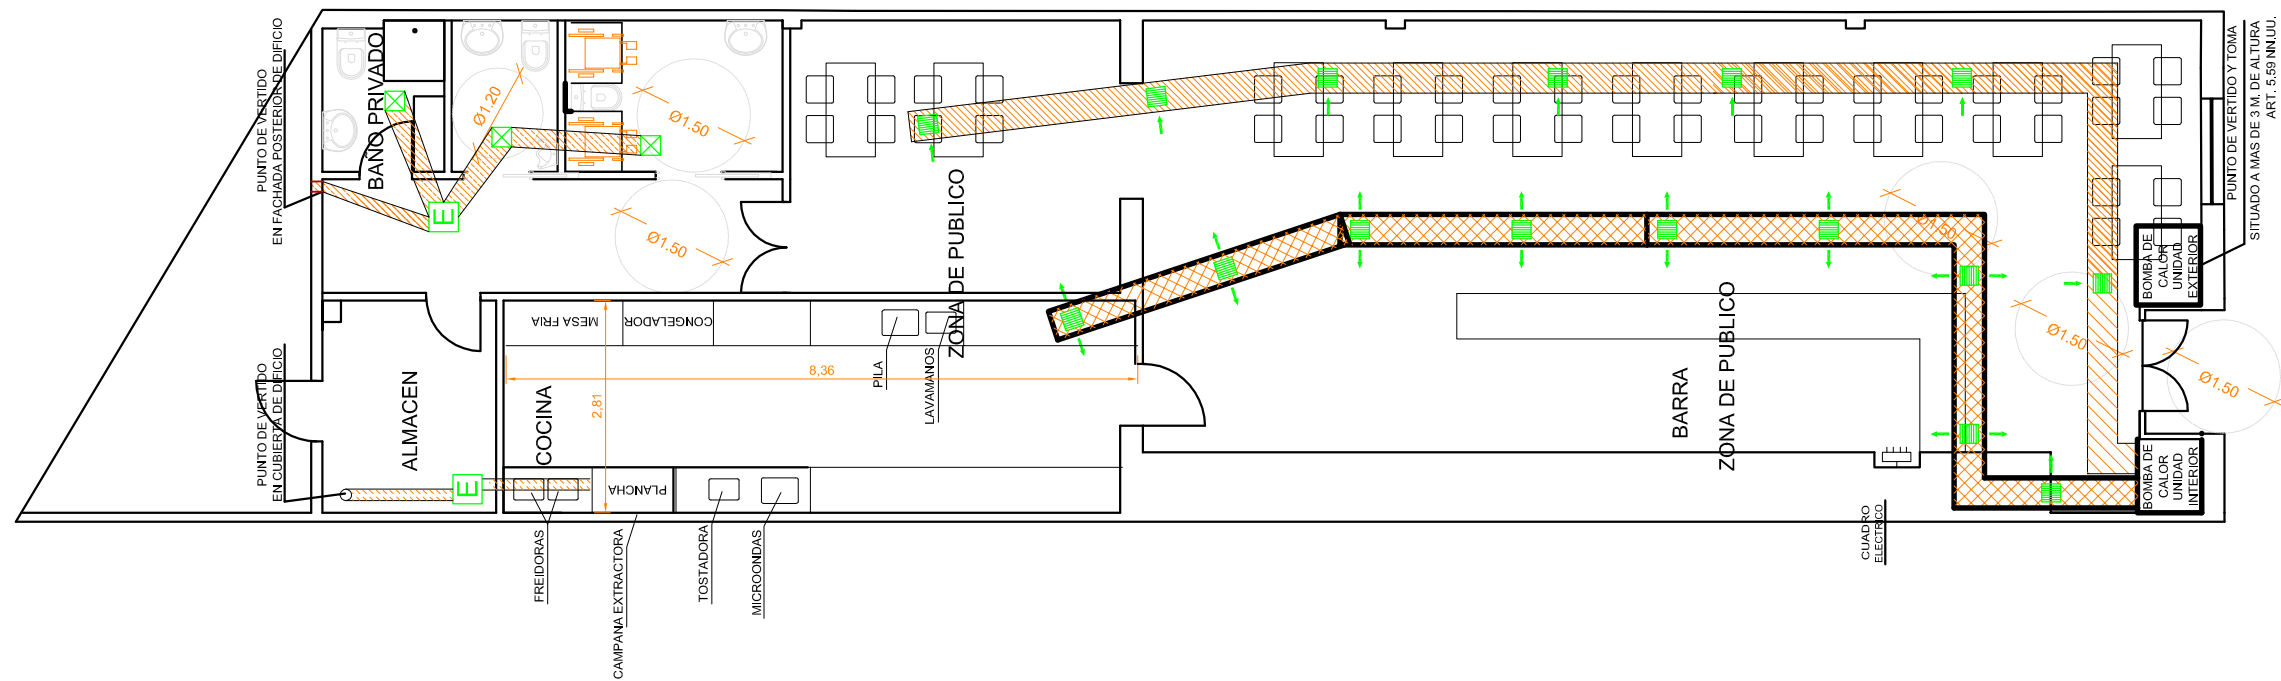 PUNTO DE VERTIDO
EN FACHADA POSTERIOR DE DIFICIO
BAÑO PRIVADO
Ø1.20
Ø1.50
Ø1.50
E
ZONA DE PUBLICO
PUNTO DE VERTIDO Y TOMA
SITUADO A MAS DE 3 M. DE ALTURA
ART. 5.59 NN.UU.
Ø1.50
BOMBA DE
CALOR
UNIDAD
EXTERIOR
Ø1.50
Ø1.50
PUNTO DE VERTIDO
EN CUBIERTA DE DIFICIO
ALMACEN
E
COCINA
MESA FRIA
CONGELADOR
2,81
8,36
PILA
LAVAMANOS
PLANCHA
BARRA
ZONA DE PUBLICO
BOMBA DE
CALOR
UNIDAD
INTERIOR
FREIDORAS
CAMPANA EXTRACTORA
TOSTADORA
MICROONDAS
CUADRO
ELECTRICO